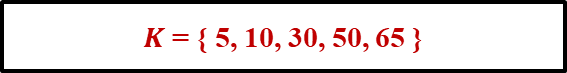 K = { 5, 10, 30, 50, 65 }